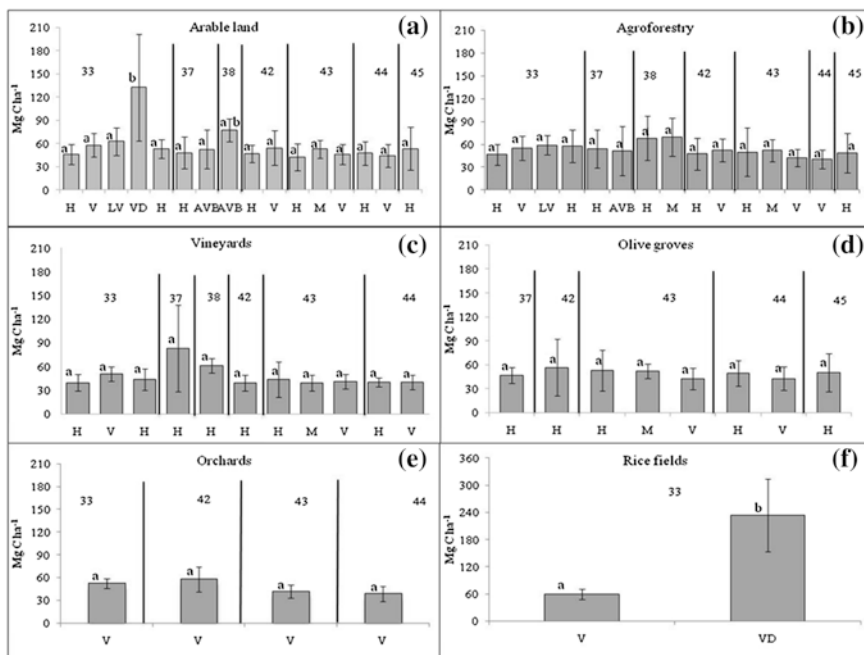 Arable land (a)
Mg C ha⁻¹
210
180
150
120
90
60
30
0
33 37 38 42 43 44 45
a a a b a a a a b a a a a a a a a
H V LV VD H H AVB AVB H V H M V H V H
Agroforestry (b)
Mg C ha⁻¹
210
180
150
120
90
60
30
0
33 37 38 42 43 44 45
a a a a a a a a a a a a a a a
H V LV H H AVB H M H V H M V V H
Vineyards (c)
Mg C ha⁻¹
210
180
150
120
90
60
30
0
33 37 38 42 43 44
a a a a a a a a a a a
H V H H H H H M V H V
Olive groves (d)
Mg C ha⁻¹
210
180
150
120
90
60
30
0
37 42 43 44 45
a a a a a a a a
H H H M V H V H
Orchards (e)
Mg C ha⁻¹
210
180
150
120
90
60
30
0
33 42 43 44
a a a a
V V V V
Rice fields (f)
Mg C ha⁻¹
360
300
240
180
120
60
0
33
a b
V VD